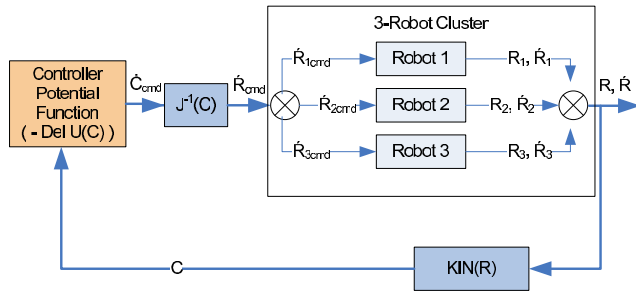 3-Robot Cluster
Controller
Potential
Function
( - Del U(C) )
Ċcmd
J⁻¹(C)
Ṙcmd
Ṙ1cmd
Robot 1
R1, Ṙ1
Ṙ2cmd
Robot 2
R2, Ṙ2
Ṙ3cmd
Robot 3
R3, Ṙ3
R, Ṙ
C
KIN(R)